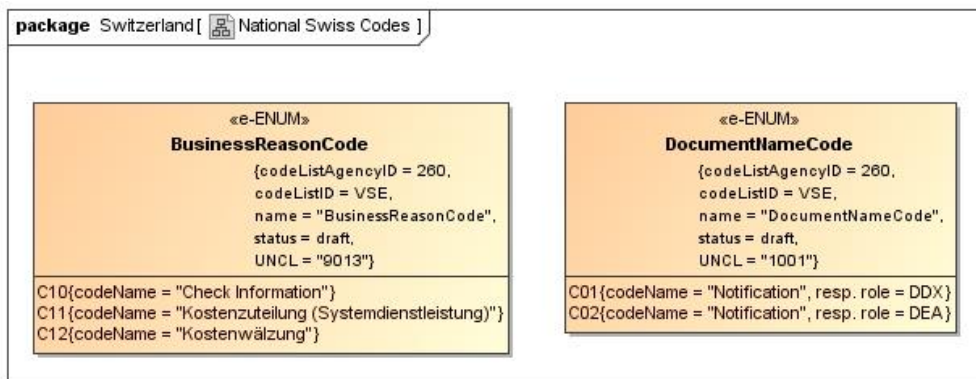 package Switzerland [ National Swiss Codes ]
«e-ENUM»
BusinessReasonCode
{codeListAgencyID = 260,
codeListID = VSE,
name = "BusinessReasonCode",
status = draft,
UNCL = "9013"}
C10{codeName = "Check Information"}
C11{codeName = "Kostenzuteilung (Systemdienstleistung)"}
C12{codeName = "Kostenwälzung"}
«e-ENUM»
DocumentNameCode
{codeListAgencyID = 260,
codeListID = VSE,
name = "DocumentNameCode",
status = draft,
UNCL = "1001"}
C01{codeName = "Notification", resp. role = DDX}
C02{codeName = "Notification", resp. role = DEA}